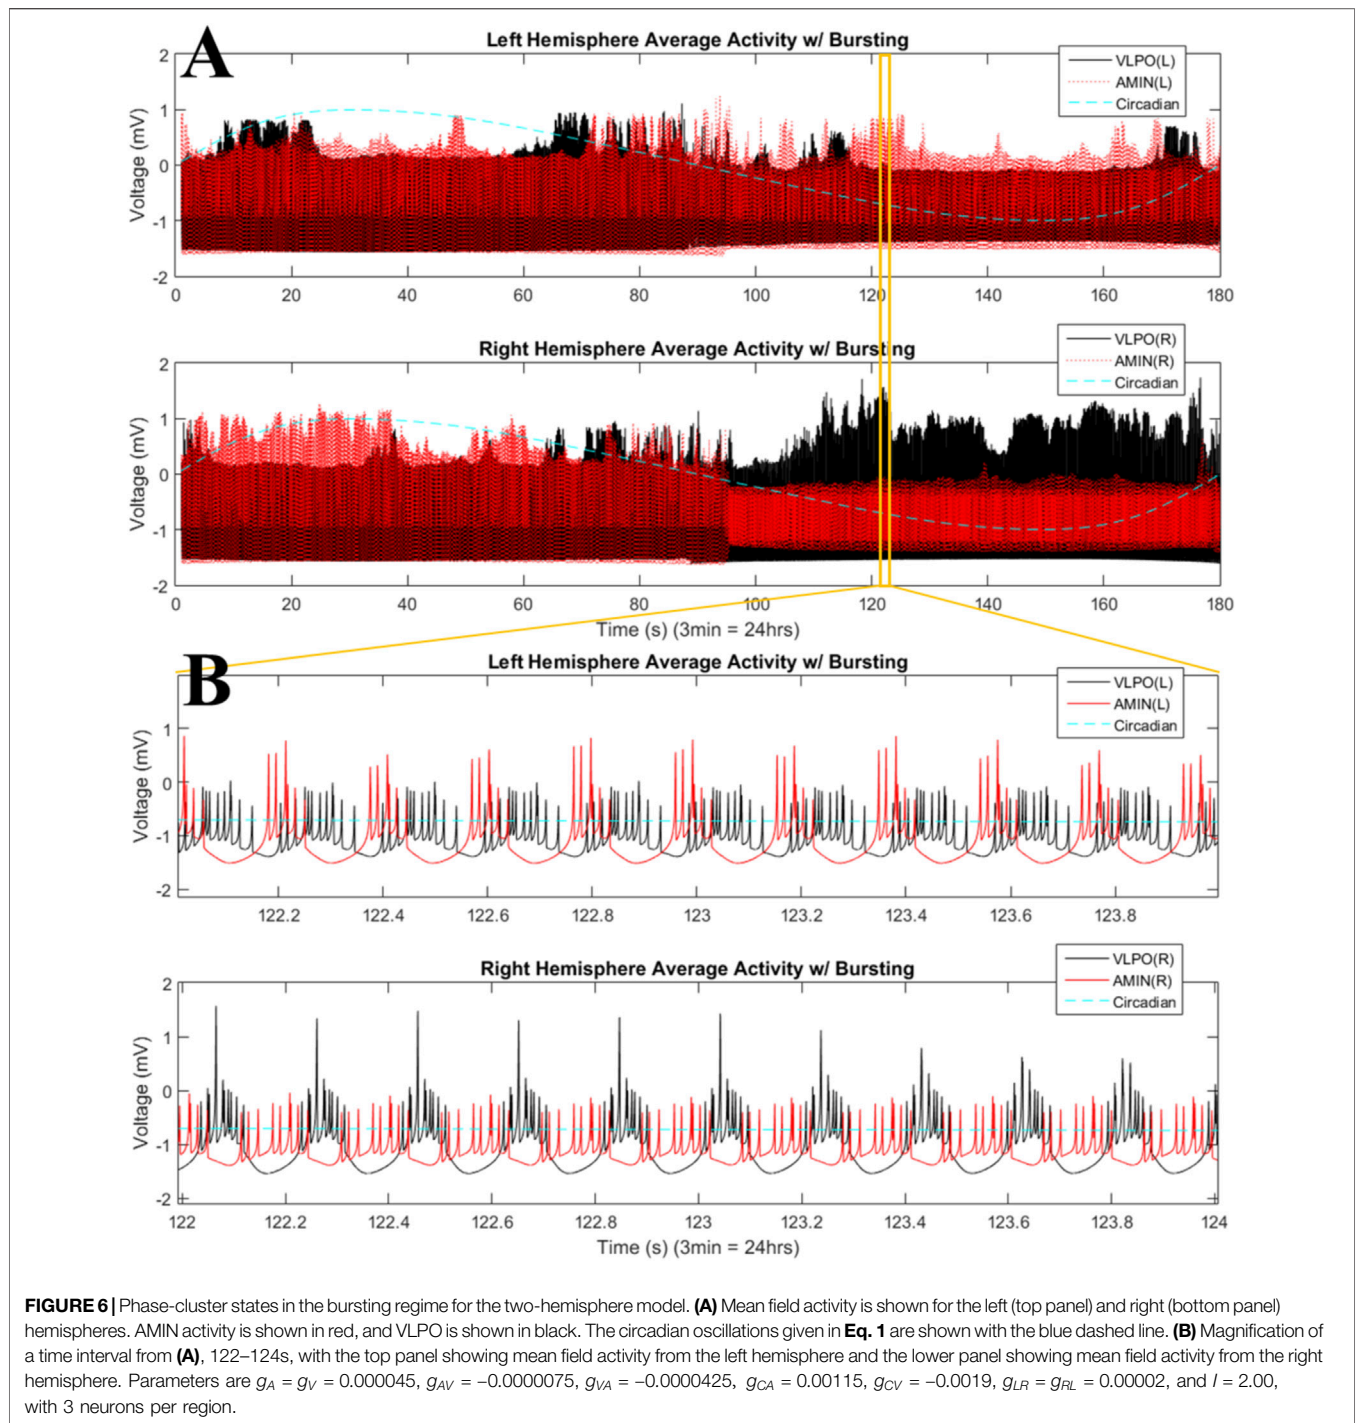 A
Left Hemisphere Average Activity w/ Bursting
VLPO(L)
AMIN(L)
Circadian
Voltage (mV)
2
1
0
-1
-2
0 20 40 60 80 100 120 140 160 180
Right Hemisphere Average Activity w/ Bursting
VLPO(R)
AMIN(R)
Circadian
Voltage (mV)
2
1
0
-1
-2
0 20 40 60 80 100 120 140 160 180
Time (s) (3min = 24hrs)
B
Left Hemisphere Average Activity w/ Bursting
VLPO(L)
AMIN(L)
Circadian
Voltage (mV)
1
0
-1
-2
122.2 122.4 122.6 122.8 123 123.2 123.4 123.6 123.8
Right Hemisphere Average Activity w/ Bursting
VLPO(R)
AMIN(R)
Circadian
Voltage (mV)
2
1
0
-1
-2
122 122.2 122.4 122.6 122.8 123 123.2 123.4 123.6 123.8 124
Time (s) (3min = 24hrs)
FIGURE 6 | Phase-cluster states in the bursting regime for the two-hemisphere model. (A) Mean field activity is shown for the left (top panel) and right (bottom panel)
hemispheres. AMIN activity is shown in red, and VLPO is shown in black. The circadian oscillations given in Eq. 1 are shown with the blue dashed line. (B) Magnification of
a time interval from (A), 122–124s, with the top panel showing mean field activity from the left hemisphere and the lower panel showing mean field activity from the right
hemisphere. Parameters are gA = gV = 0.000045, gAV = −0.0000075, gVA = −0.0000425, gCA = 0.00115, gCV = −0.0019, gLR = gRL = 0.00002, and I = 2.00,
with 3 neurons per region.